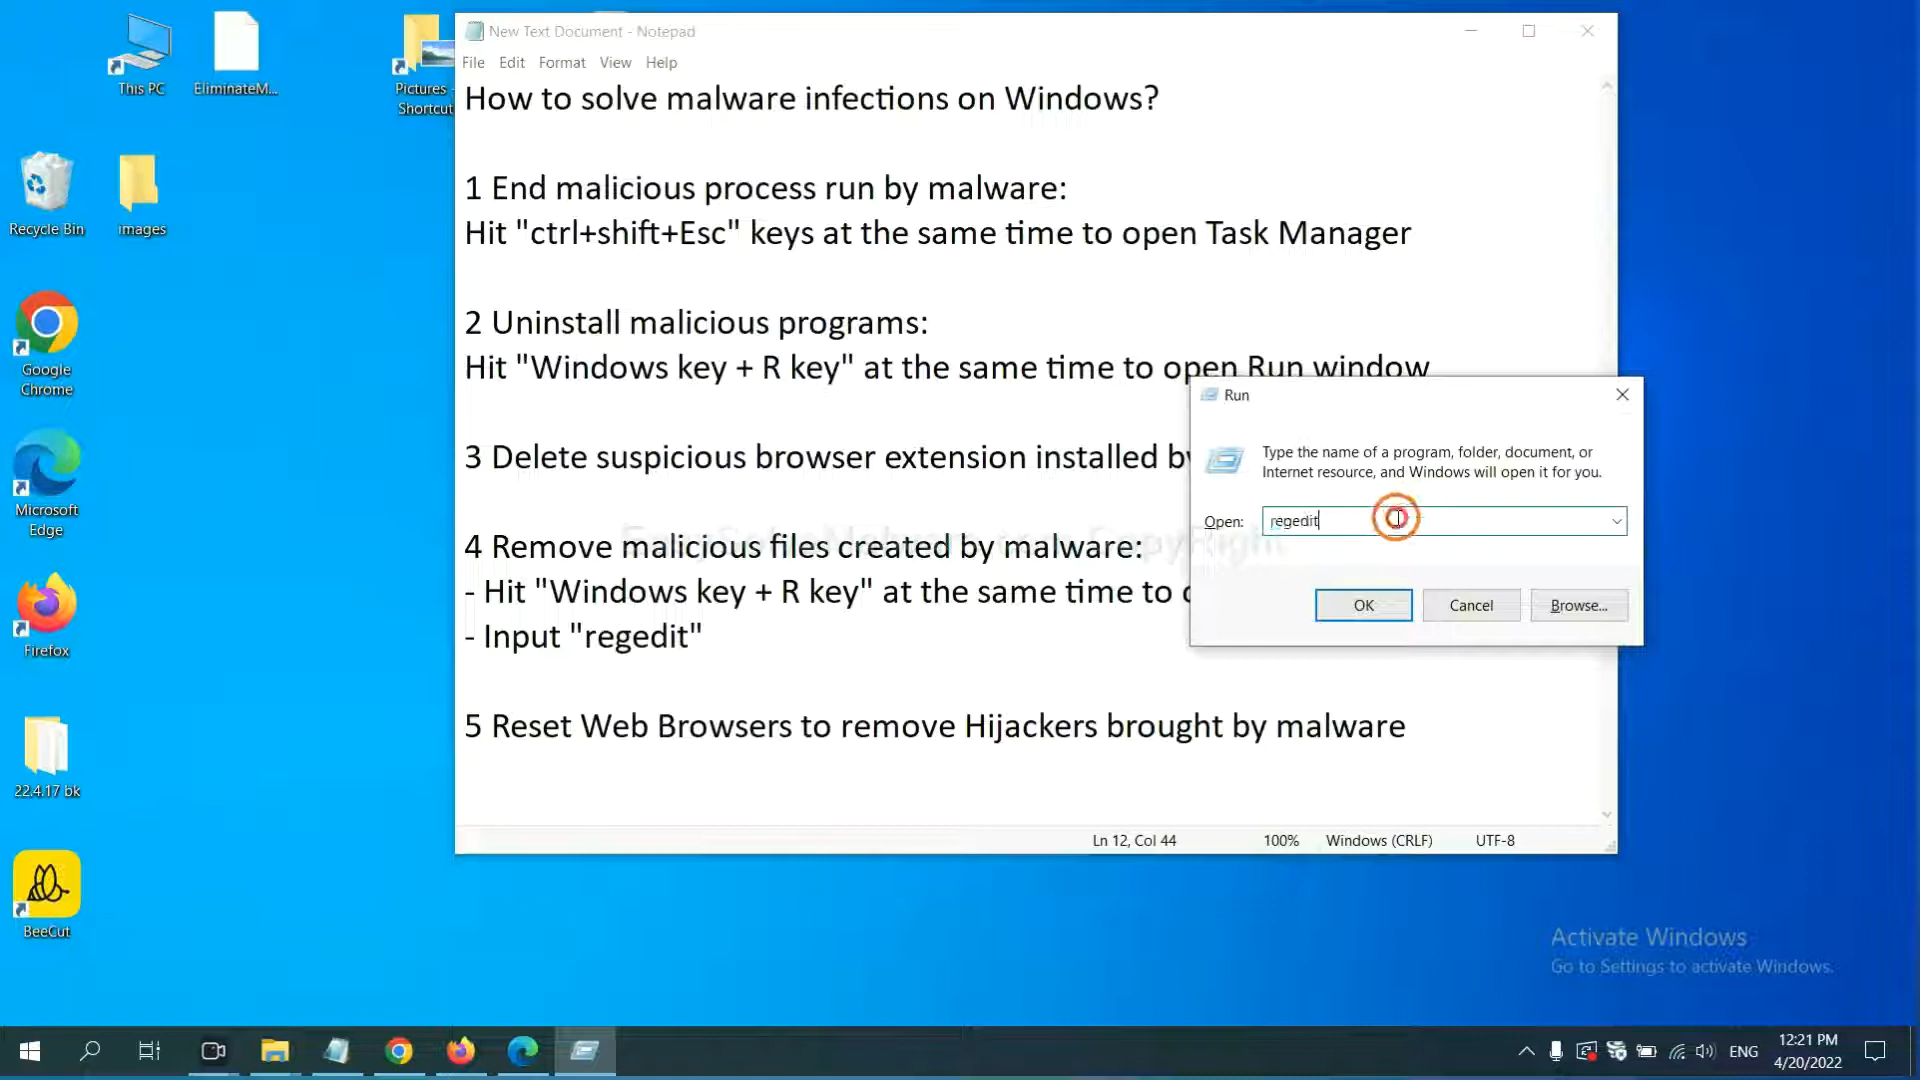 This PC
EliminateM...
Pictures -
Shortcut
Recycle Bin
images
Google
Chrome
Microsoft
Edge
Firefox
22.4.17 bk
BeeCut
New Text Document - Notepad
File Edit Format View Help
How to solve malware infections on Windows?
1 End malicious process run by malware:
Hit "ctrl+shift+Esc" keys at the same time to open Task Manager
2 Uninstall malicious programs:
Hit "Windows key + R key" at the same time to open Run window
3 Delete suspicious browser extension installed by
4 Remove malicious files created by malware:
- Hit "Windows key + R key" at the same time to
- Input "regedit"
5 Reset Web Browsers to remove Hijackers brought by malware
Ln 12, Col 44 100% Windows (CRLF) UTF-8
Run
Type the name of a program, folder, document, or
Internet resource, and Windows will open it for you.
Open: regedit
OK Cancel Browse...
Activate Windows
Go to Settings to activate Windows.
ENG
12:21 PM
4/20/2022